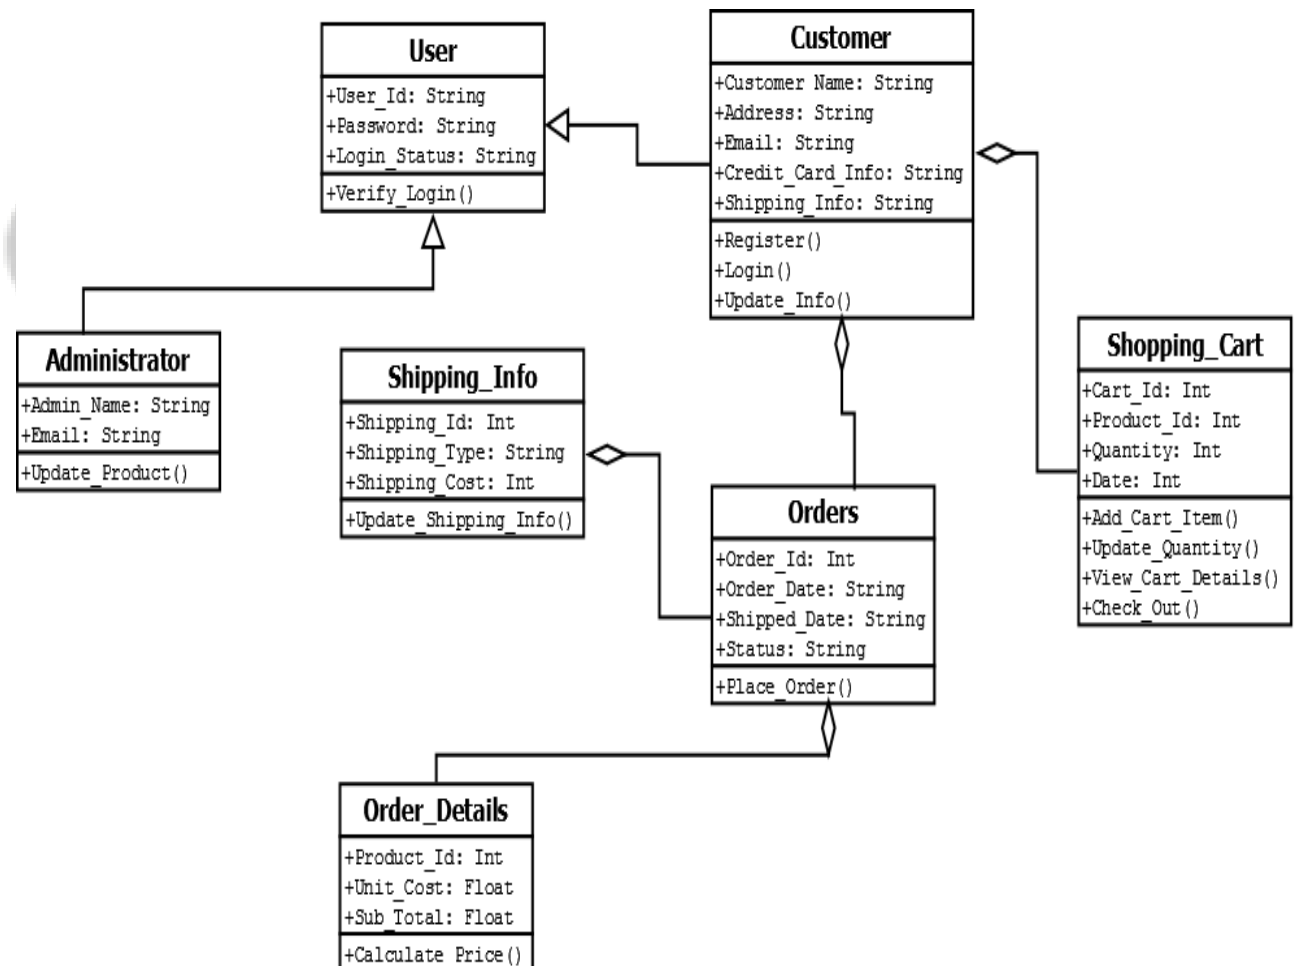 User
+User_Id: String
+Password: String
+Login_Status: String
+Verify_Login()
Customer
+Customer Name: String
+Address: String
+Email: String
+Credit_Card_Info: String
+Shipping_Info: String
+Register()
+Login()
+Update_Info()
Administrator
+Admin_Name: String
+Email: String
+Update_Product()
Shipping_Info
+Shipping_Id: Int
+Shipping_Type: String
+Shipping_Cost: Int
+Update_Shipping_Info()
Shopping_Cart
+Cart_Id: Int
+Product_Id: Int
+Quantity: Int
+Date: Int
+Add_Cart_Item()
+Update_Quantity()
+View_Cart_Details()
+Check_Out()
Orders
+Order_Id: Int
+Order_Date: String
+Shipped_Date: String
+Status: String
+Place_Order()
Order_Details
+Product_Id: Int
+Unit_Cost: Float
+Sub_Total: Float
+Calculate Price()